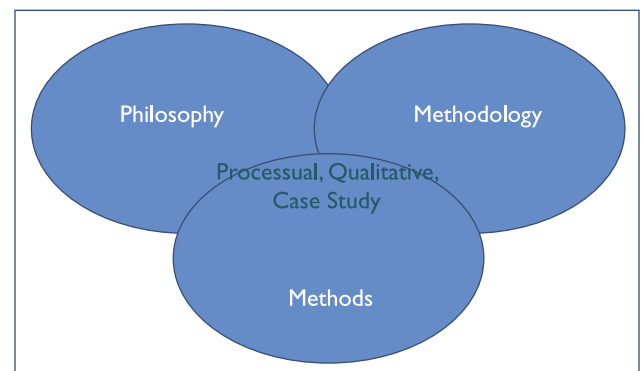 Philosophy
Methodology
Processual, Qualitative,
Case Study
Methods